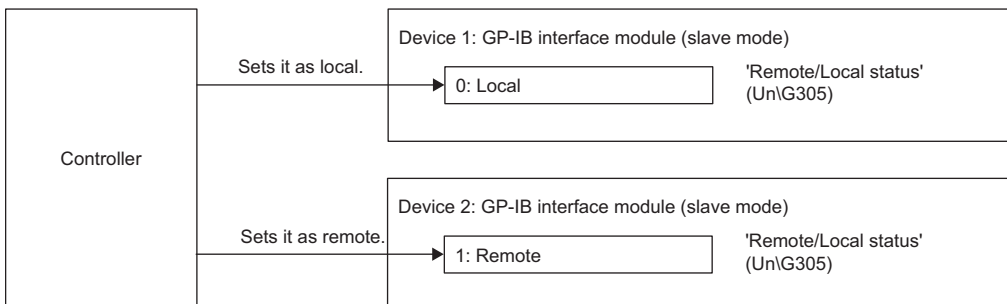 Controller
Sets it as local.
Device 1: GP-IB interface module (slave mode)
0: Local
'Remote/Local status'
(Un\G305)
Sets it as remote.
Device 2: GP-IB interface module (slave mode)
1: Remote
'Remote/Local status'
(Un\G305)